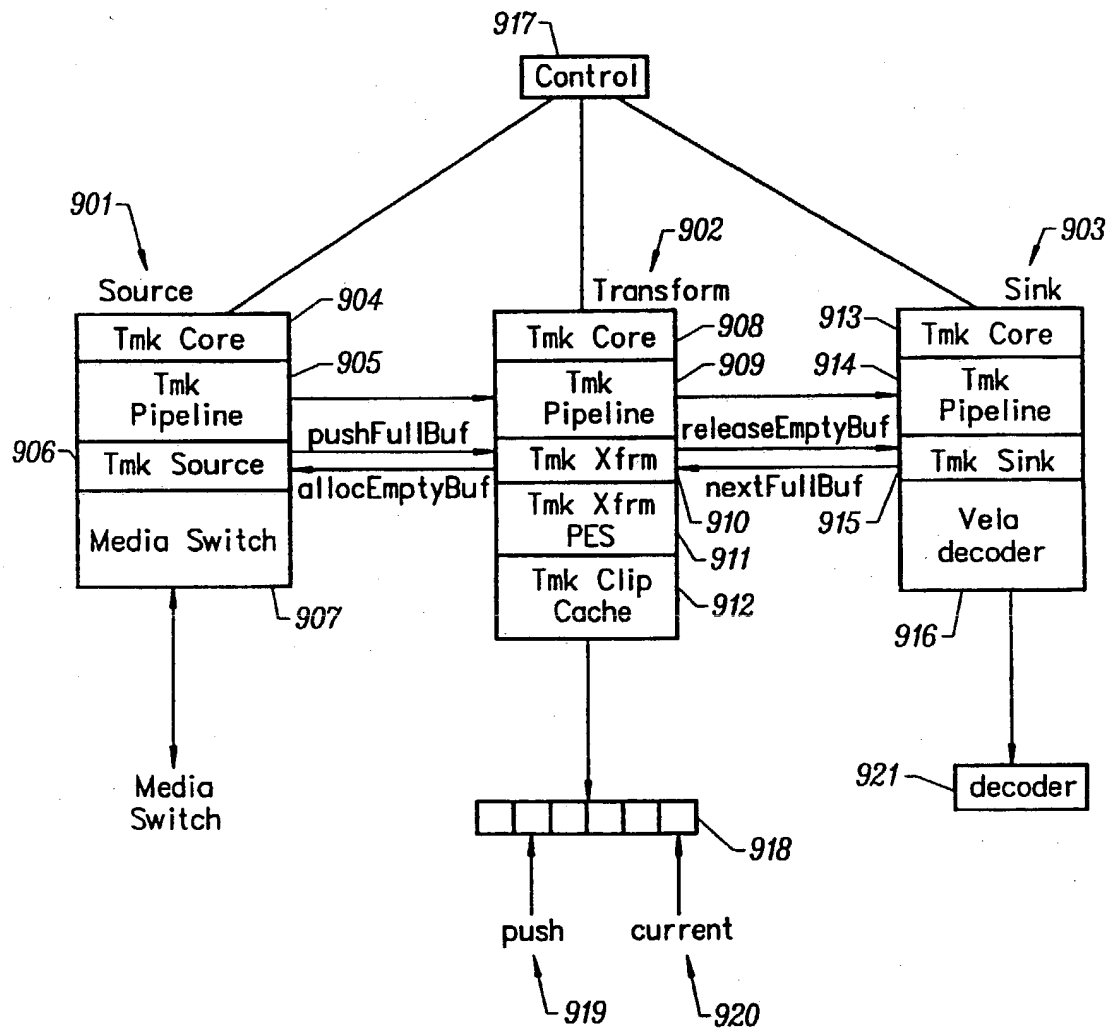 917
Control
901
902
903
Source
Transform
Sink
904
908
913
Tmk Core
Tmk Core
Tmk Core
905
909
914
Tmk
Pipeline
Tmk
Pipeline
Tmk
Pipeline
pushFullBuf
releaseEmptyBuf
906
Tmk Source
Tmk Xfrm
Tmk Sink
allocEmptyBuf
nextFullBuf
910
915
Media Switch
Tmk Xfrm
PES
Vela
decoder
911
Tmk Clip
Cache
912
907
916
Media
Switch
921
decoder
918
push
current
919
920